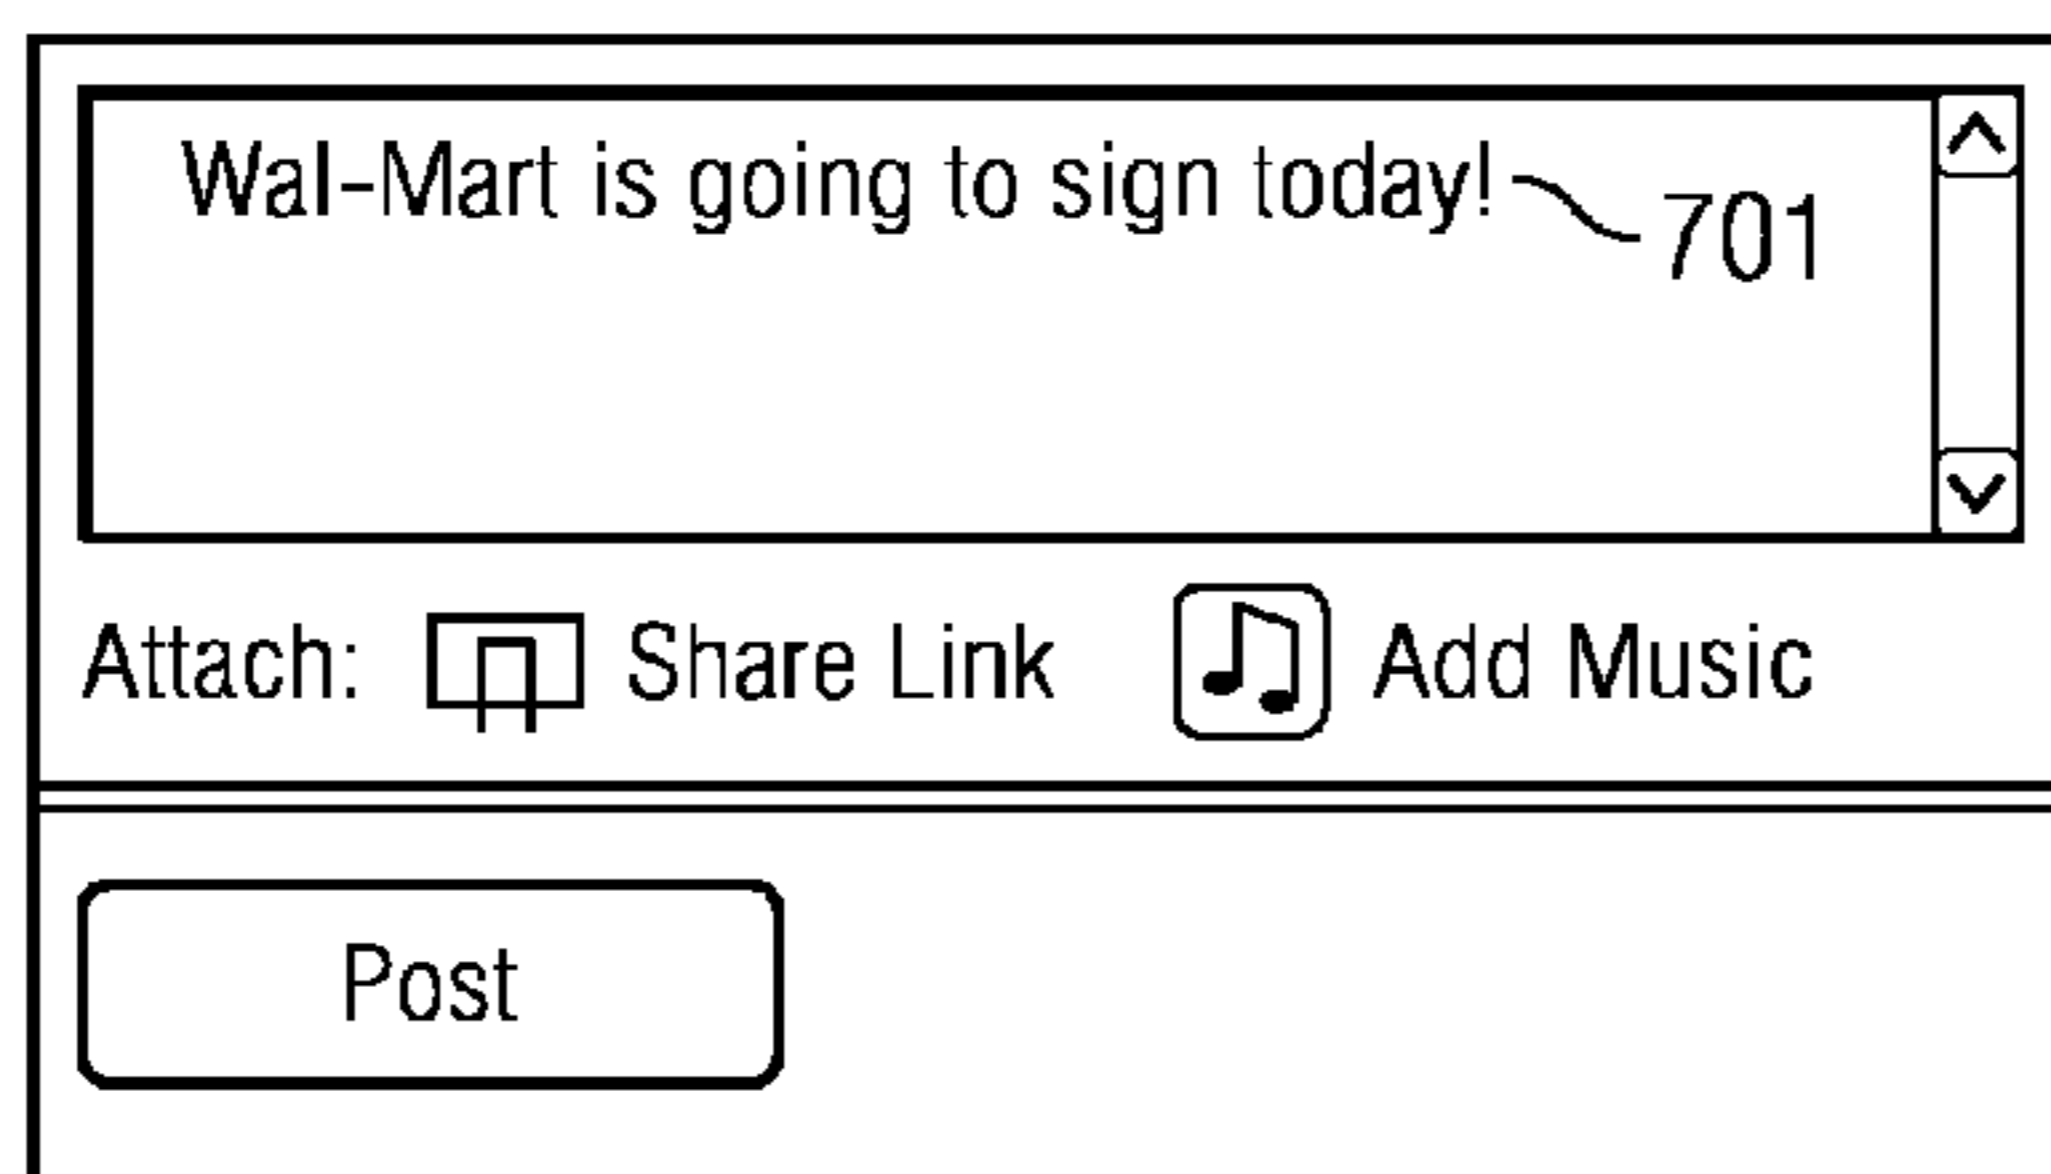 Wal-Mart is going to sign today!
701
Attach: Share Link Add Music
Post